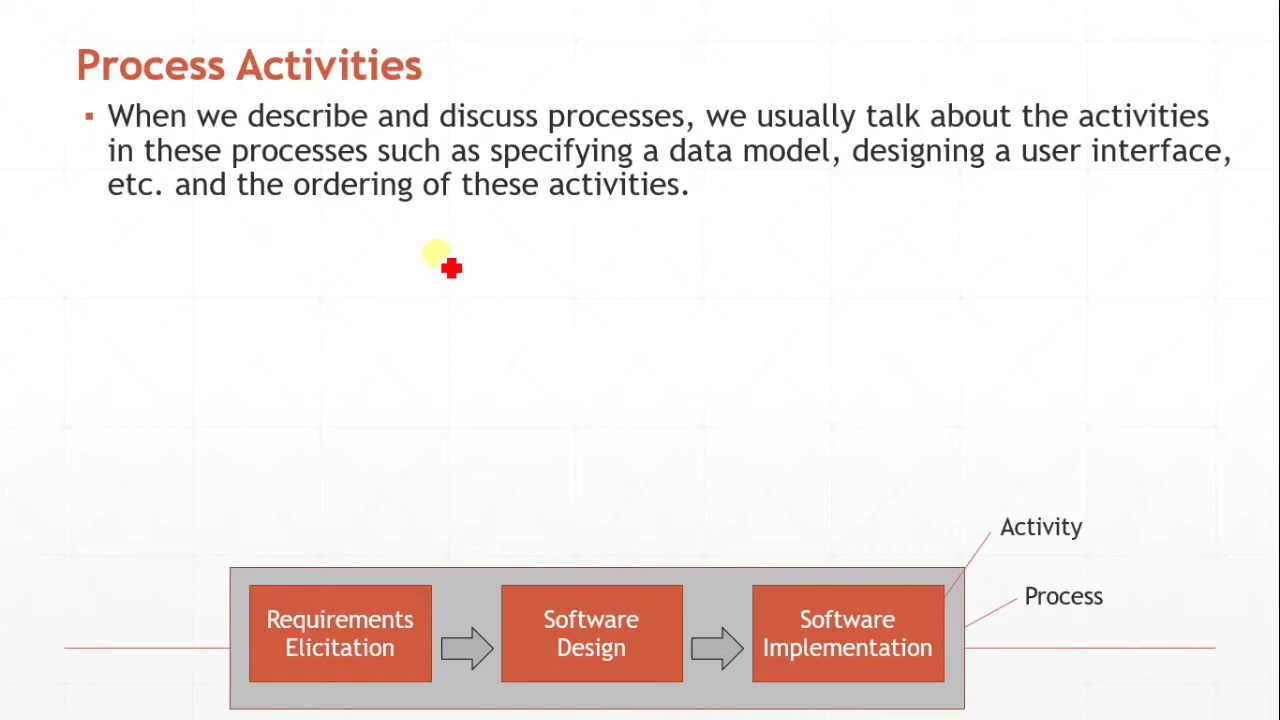 Process Activities
▪ When we describe and discuss processes, we usually talk about the activities
in these processes such as specifying a data model, designing a user interface,
etc. and the ordering of these activities.
Activity
Process
Requirements
Elicitation
Software
Design
Software
Implementation